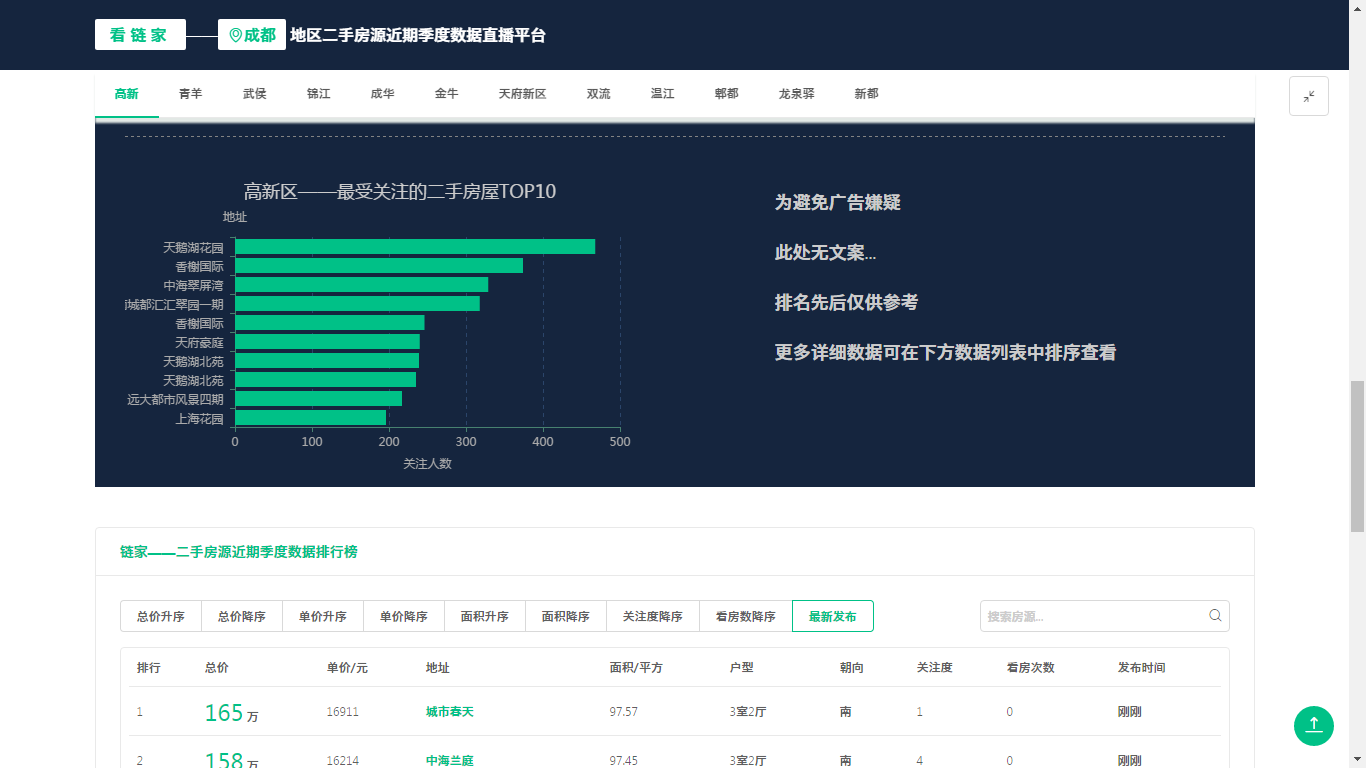 看链家 成都 地区二手房源近期季度数据直播平台
高新 青羊 武侯 锦江 成华 金牛 天府新区 双流 温江 郫都 龙泉驿 新都
高新区——最受关注的二手房屋TOP10
地址
天鹅湖花园
香榭国际
中海翠屏湾
城都汇汇翠园一期
香榭国际
天府豪庭
天鹅湖北苑
天鹅湖北苑
远大都市风景四期
上海花园
0 100 200 300 400 500
关注人数
为避免广告嫌疑
此处无文案...
排名先后仅供参考
更多详细数据可在下方数据列表中排序查看
链家——二手房源近期季度数据排行榜
总价升序 总价降序 单价升序 单价降序 面积升序 面积降序 关注度降序 看房数降序 最新发布 搜索房源...
排行 总价 单价/元 地址 面积/平方 户型 朝向 关注度 看房次数 发布时间
1 165 万 16911 城市春天 97.57 3室2厅 南 1 0 刚刚
2 158 万 16214 中海兰庭 97.45 3室2厅 南 4 0 刚刚